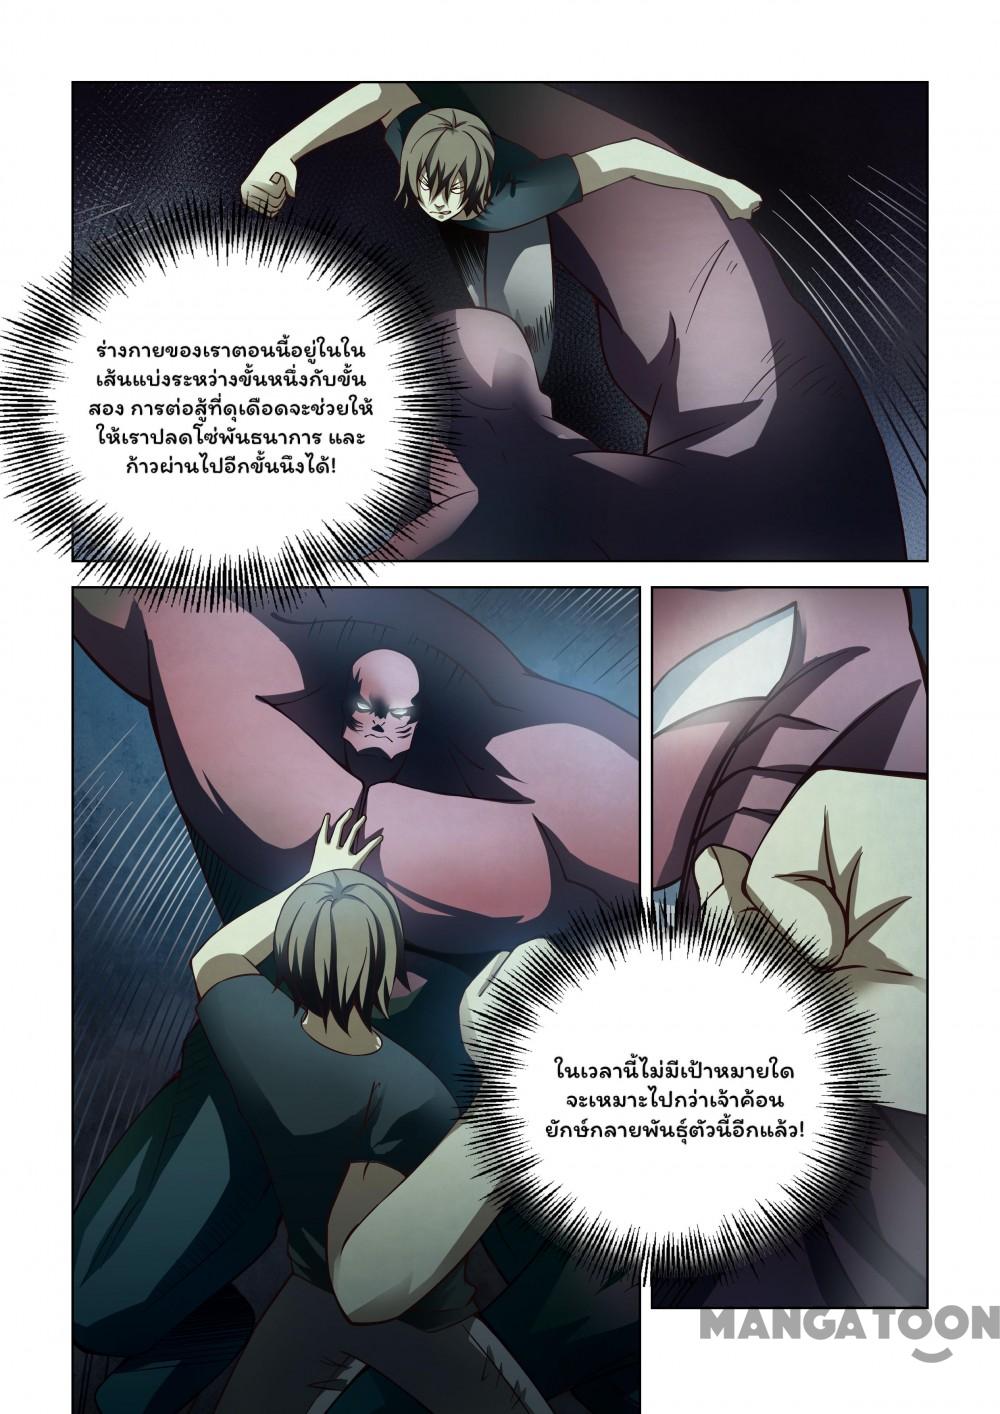 ร่างกายของเราตอนนี้อยู่ในใน
เส้นแบ่งระหว่างขั้นหนึ่งกับขั้น
สอง การต่อสู้ที่ดุเดือดจะช่วยให้
ให้เราปลดโซ่พันธนาการ และ
ก้าวผ่านไปอีกขั้นนึงได้!
ในเวลานี้ไม่มีเป้าหมายใด
จะเหมาะไปกว่าเจ้าค้อน
ยักษ์กลายพันธุ์ตัวนี้อีกแล้ว!
MANGATOON